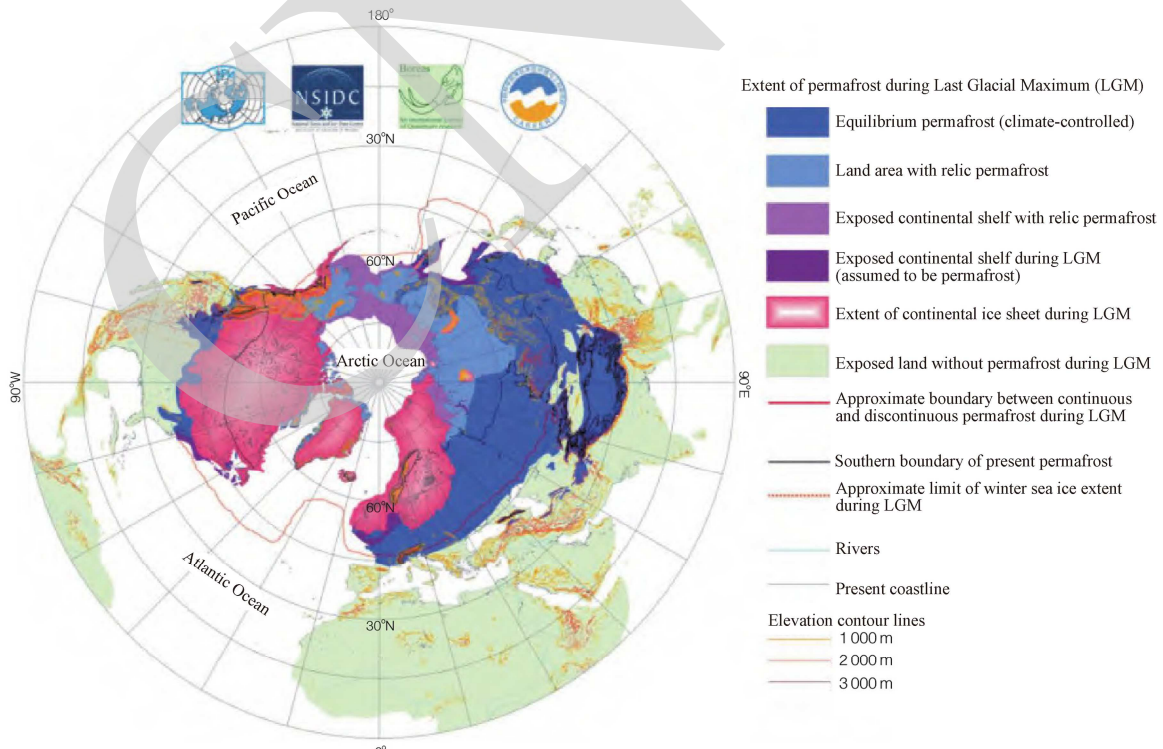 180°
NSIDC
Boreas
30°N
Pacific Ocean
60°N
Arctic Ocean
90°W
90°E
60°N
Atlantic Ocean
30°N
0°
Extent of permafrost during Last Glacial Maximum (LGM)
Equilibrium permafrost (climate-controlled)
Land area with relic permafrost
Exposed continental shelf with relic permafrost
Exposed continental shelf during LGM
(assumed to be permafrost)
Extent of continental ice sheet during LGM
Exposed land without permafrost during LGM
Approximate boundary between continuous
and discontinuous permafrost during LGM
Southern boundary of present permafrost
Approximate limit of winter sea ice extent
during LGM
Rivers
Present coastline
Elevation contour lines
1 000 m
2 000 m
3 000 m